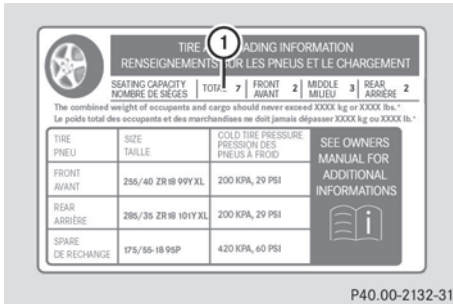 TIRE A ADING INFORMATION
RENSEIGNEMENTS SUR LES PNEUS ET LE CHARGEMENT
1
SEATING CAPACITY TOTAL 7 FRONT 2 MIDDLE 3 REAR 2
NOMBRE DE SIÈGES AVANT MILIEU ARRIÈRE
The combined weight of occupants and cargo should never exceed XXXX kg or XXXX lbs.*
Le poids total des occupants et des marchandises ne doit jamais dépasser XXXX kg ou XXXX lb.*
TIRE SIZE COLD TIRE PRESSURE
PNEU TAILLE PRESSION DES
PNEUS À FROID
SEE OWNERS
MANUAL FOR
ADDITIONAL
INFORMATIONS
FRONT
AVANT 255/40 ZR18 99Y XL 200 KPA, 29 PSI
REAR
ARRIÈRE 285/35 ZR18 101Y XL 200 KPA, 29 PSI
SPARE
DE RECHANGE 175/55-18 95P 420 KPA, 60 PSI
i
P40.00-2132-31